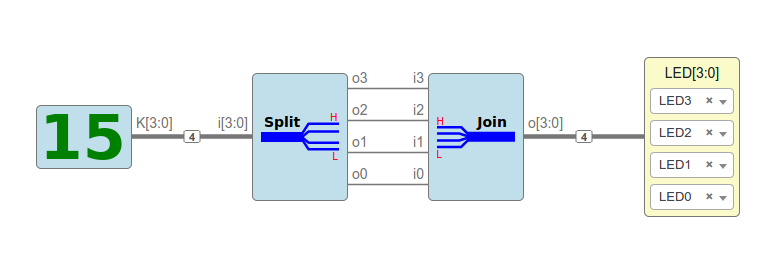 LED[3:0]
15
K[3:0]
4
i[3:0]
Split
H
L
o3
o2
o1
o0
i3
i2
i1
i0
H
L
Join
o[3:0]
4
LED3 ×
LED2 ×
LED1 ×
LED0 ×